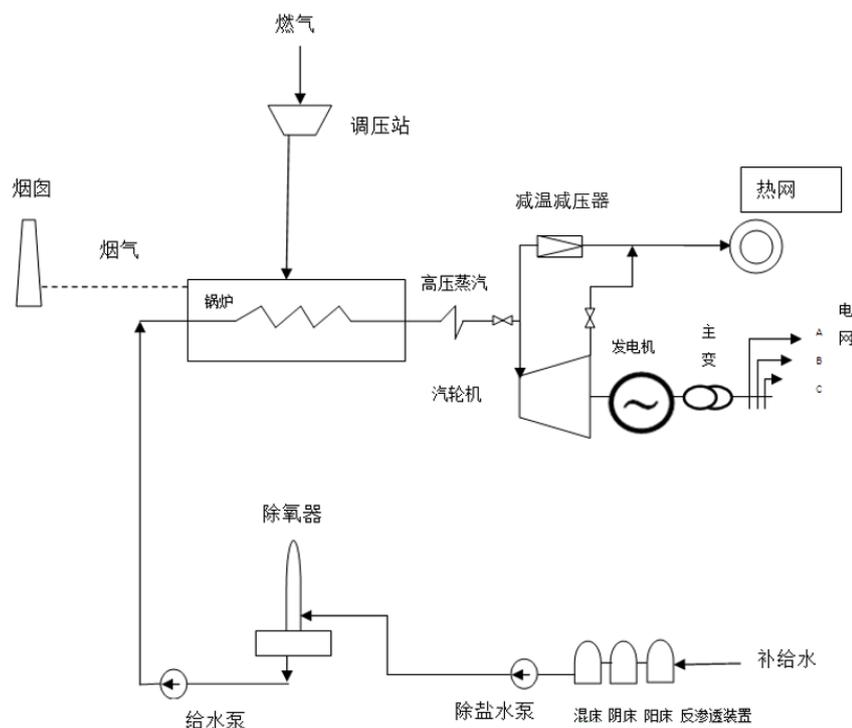 燃气
调压站
烟囱
烟气
减温减压器
热网
锅炉
高压蒸汽
汽轮机
发电机
主
变
电
网
A
B
C
除氧器
给水泵
除盐水泵
补给水
混床 阴床 阳床 反渗透装置